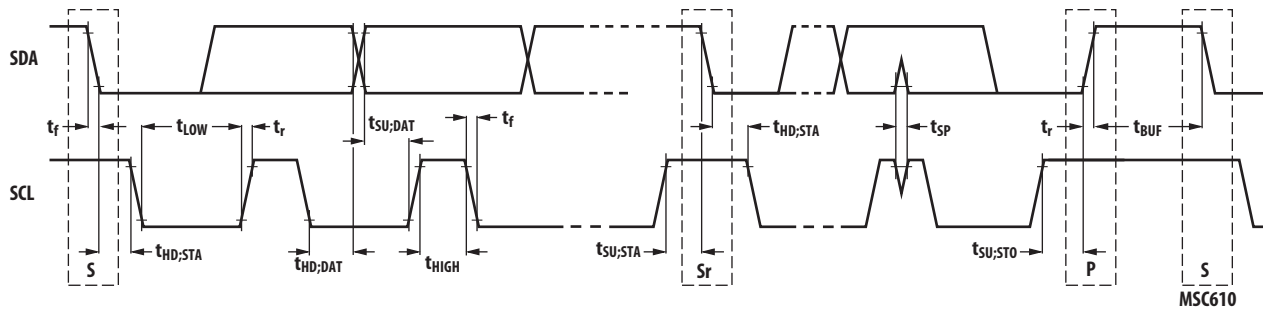 SDA
t_f
t_LOW
t_r
t_SU;DAT
t_f
t_HD;STA
t_SP
t_r
t_BUF
SCL
t_HD;STA
t_HD;DAT
t_HIGH
t_SU;STA
t_SU;STO
S
Sr
P
S
MSC610